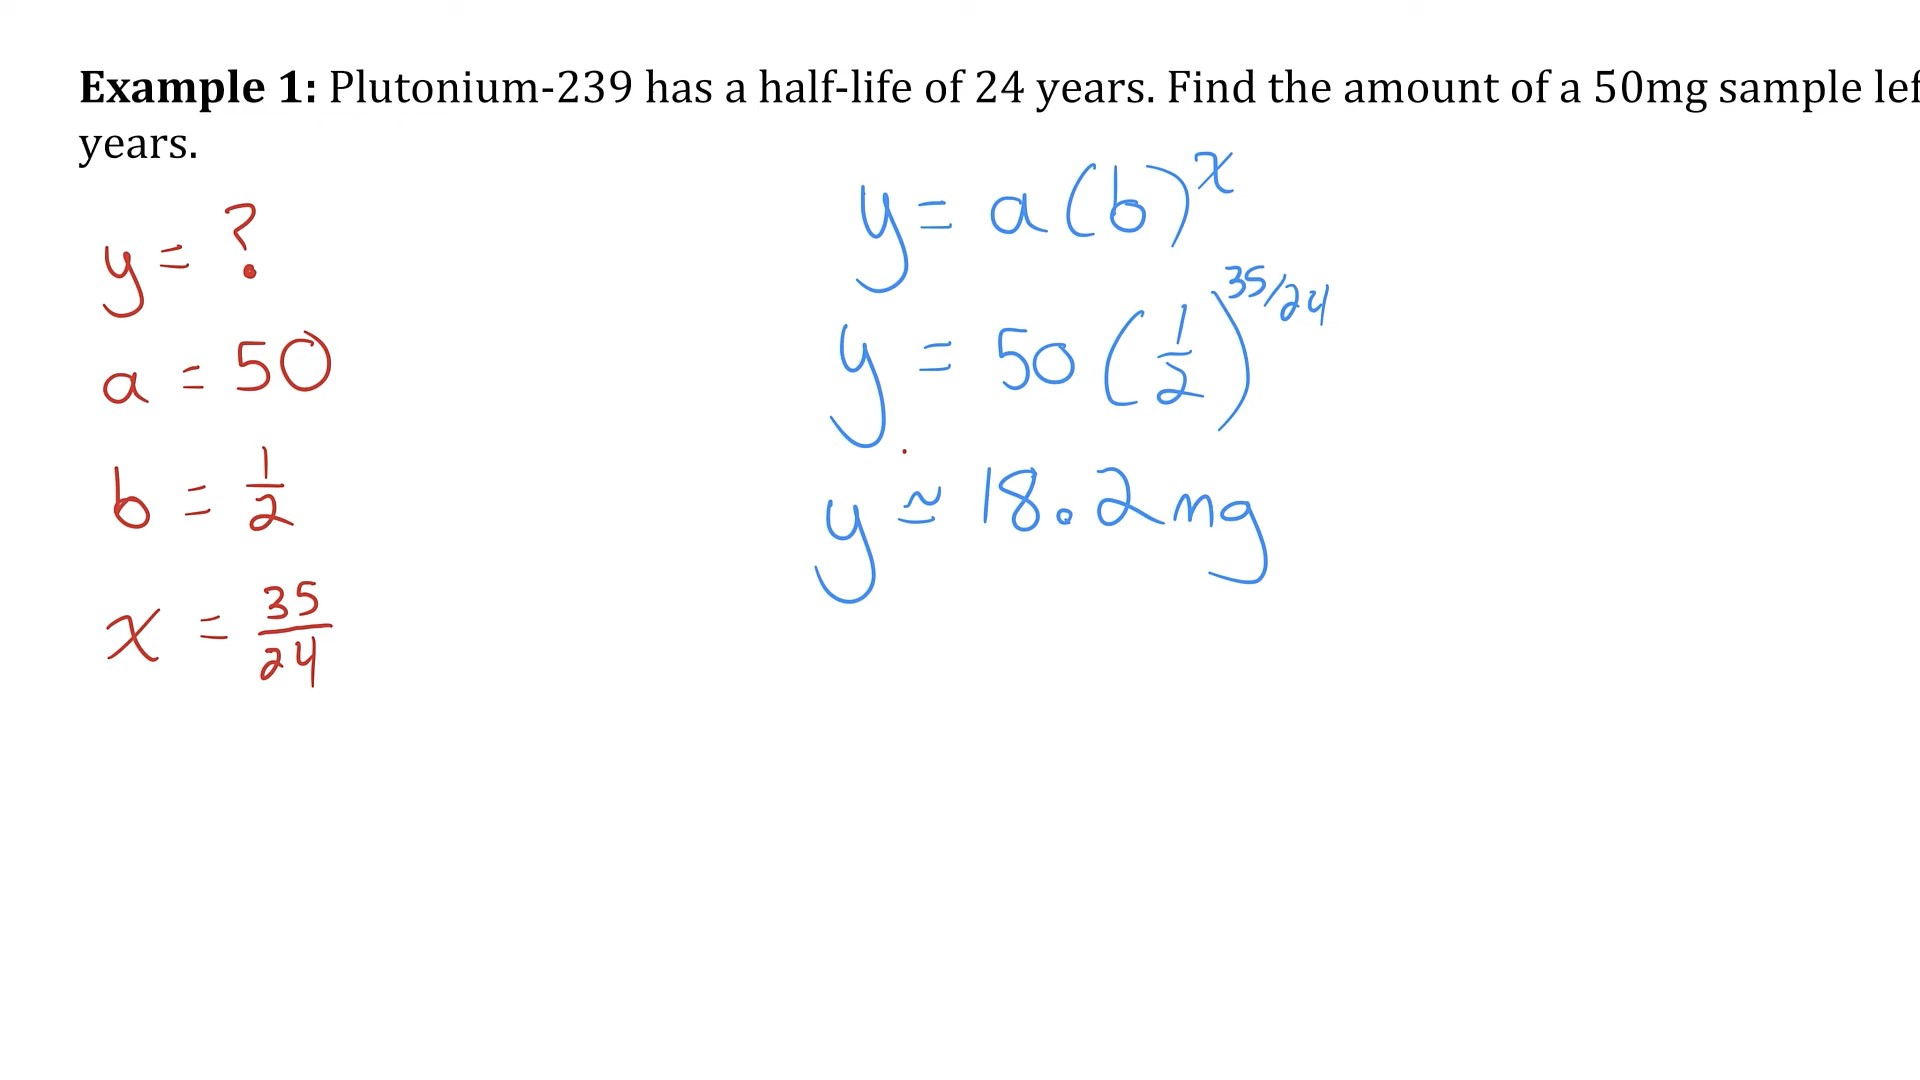 Example 1: Plutonium-239 has a half-life of 24 years. Find the amount of a 50mg sample lef
years.
y = ?
a = 50
b = 1/2
x = 35/24
y = a(b)^x
y = 50(1/2)^35/24
y ≃ 18.2mg